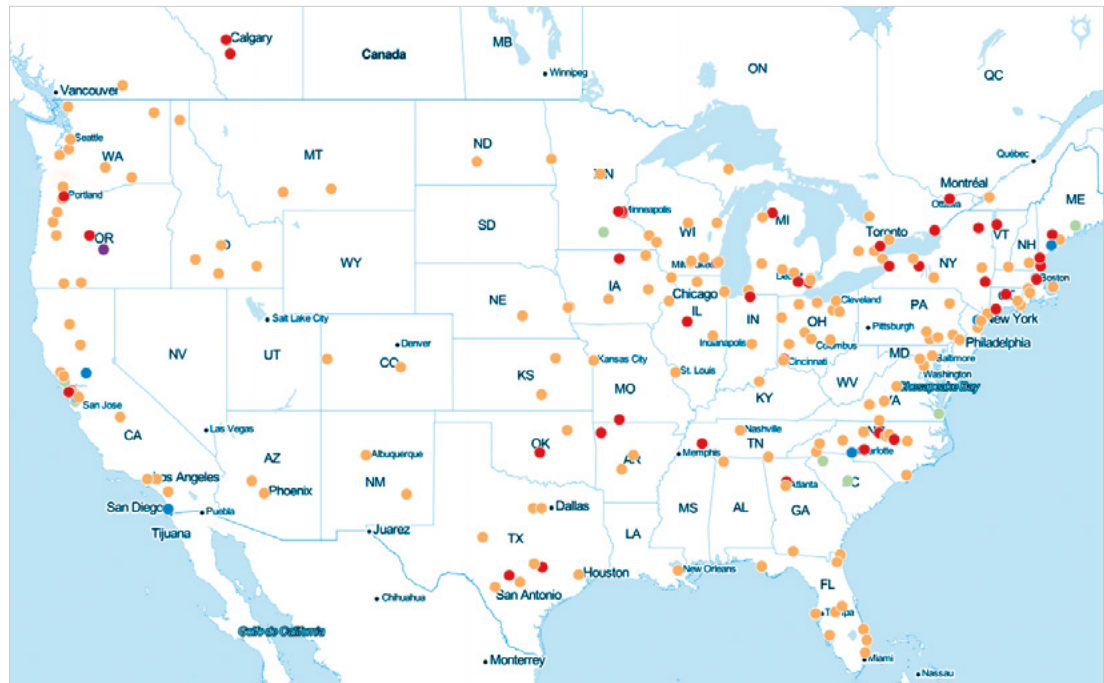 Calgary
Canada
MB
ON
QC
Winnipeg
Vancouver
Seattle
WA
MT
ND
Québec
Montréal
Ottawa
ME
Portland
OR
Minneapolis
SD
WI
MI
Toronto
VT
NH
NY
Boston
WY
IA
Chicago
IL
IN
OH
Cleveland
PA
New York
Pittsburgh
Philadelphia
Salt Lake City
NE
Indianapolis
Columbus
MD
Baltimore
NV
UT
Denver
CO
Kansas City
Cincinnati
WV
Washington
Chesapeake Bay
San Jose
KS
MO
St. Louis
KY
VA
CA
Las Vegas
Nashville
TN
Charlotte
Albuquerque
OK
AR
Memphis
Los Angeles
AZ
Phoenix
NM
Atlanta
San Diego
Puebla
Tijuana
Dallas
MS
AL
GA
Juarez
TX
LA
Houston
New Orleans
San Antonio
FL
Tampa
Chihuahua
Golfo de California
Monterrey
Miami
Nassau